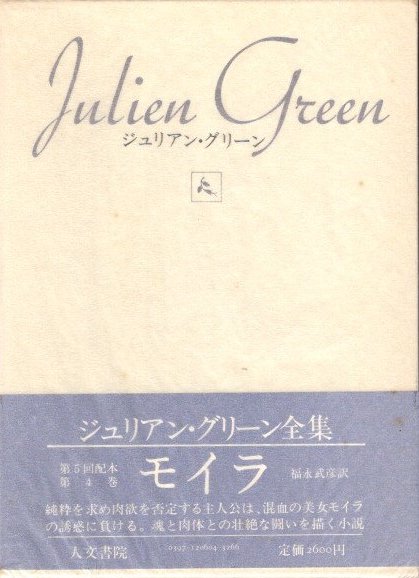 Julien Green
ジュリアン・グリーン
ジュリアン・グリーン全集
第5回配本
第4巻
モイラ
福永武彦訳
純粋を求め肉欲を否定する主人公は、混血の美女モイラ
の誘惑に負ける。魂と肉体との壮絶な闘いを描く小説
人文書院
0397-120604-3266
定価2600円